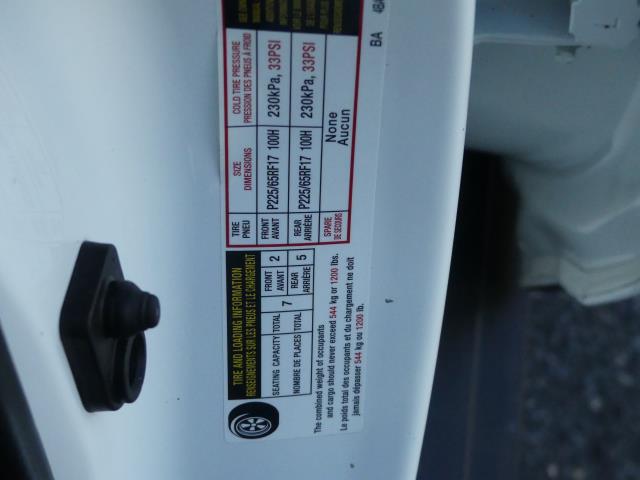 TIRE AND LOADING INFORMATION
RENSEIGNEMENTS SUR LES PNEUS ET LE CHARGEMENT
SEATING CAPACITY TOTAL 7 FRONT AVANT 2 REAR ARRIÈRE 5
NOMBRE DE PLACES TOTAL
The combined weight of occupants
and cargo should never exceed 544 kg or 1200 lbs.
Le poids total des occupants et du chargement ne doit
jamais dépasser 544 kg ou 1200 lb.
TIRE SIZE COLD TIRE PRESSURE
PNEU DIMENSIONS PRESSION DES PNEUS À FROID
FRONT AVANT P225/65RF17 100H 230kPa, 33PSI
REAR ARRIÈRE P225/65RF17 100H 230kPa, 33PSI
SPARE DE SECOURS None Aucun
BA